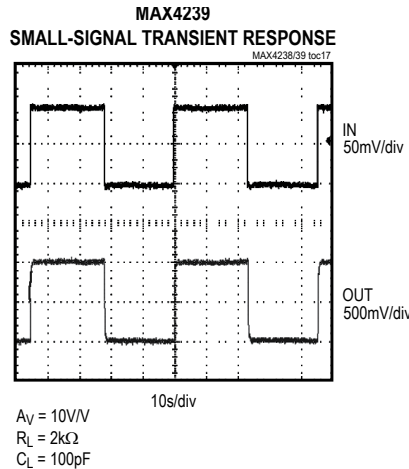 MAX4239
SMALL-SIGNAL TRANSIENT RESPONSE
MAX4238/39 toc17
IN
50mV/div
OUT
500mV/div
10s/div
AV = 10V/V
RL = 2kΩ
CL = 100pF